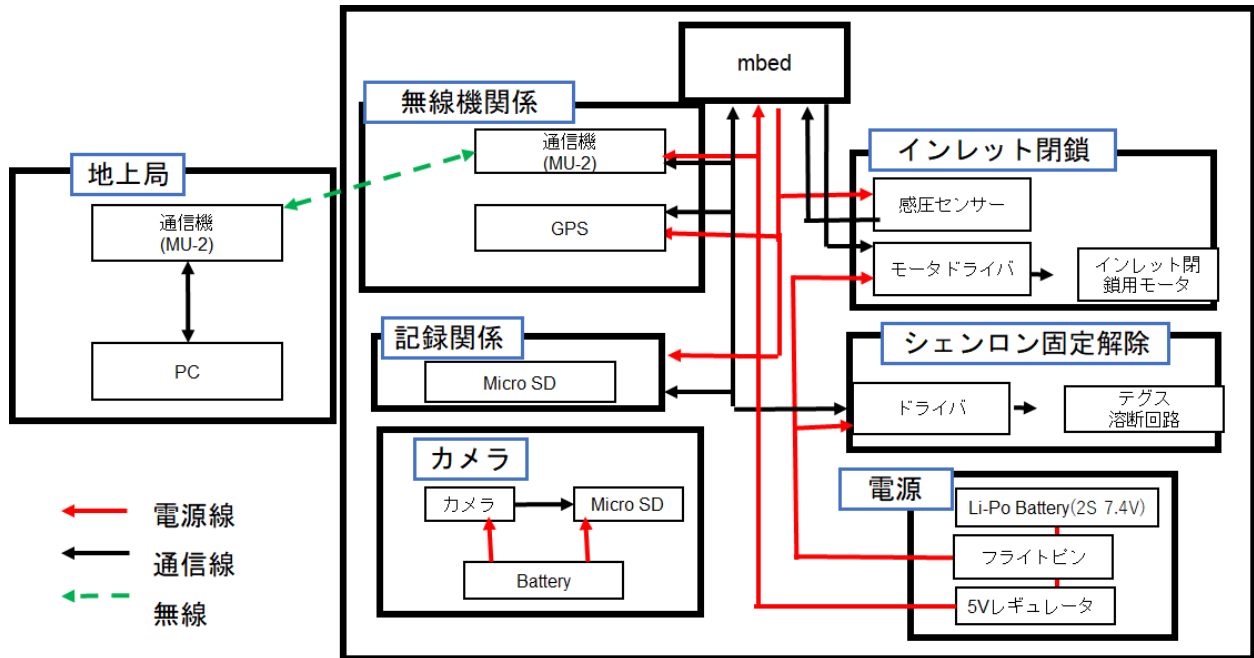 mbed
無線機関係
通信機
(MU-2)
GPS
地上局
通信機
(MU-2)
PC
インレット閉鎖
感圧センサー
モータドライバ
インレット閉
鎖用モータ
記録関係
Micro SD
シェンロン固定解除
ドライバ
テグス
溶断回路
カメラ
カメラ
Micro SD
Battery
電源
Li-Po Battery(2S 7.4V)
フライトピン
5Vレギュレータ
電源線
通信線
無線